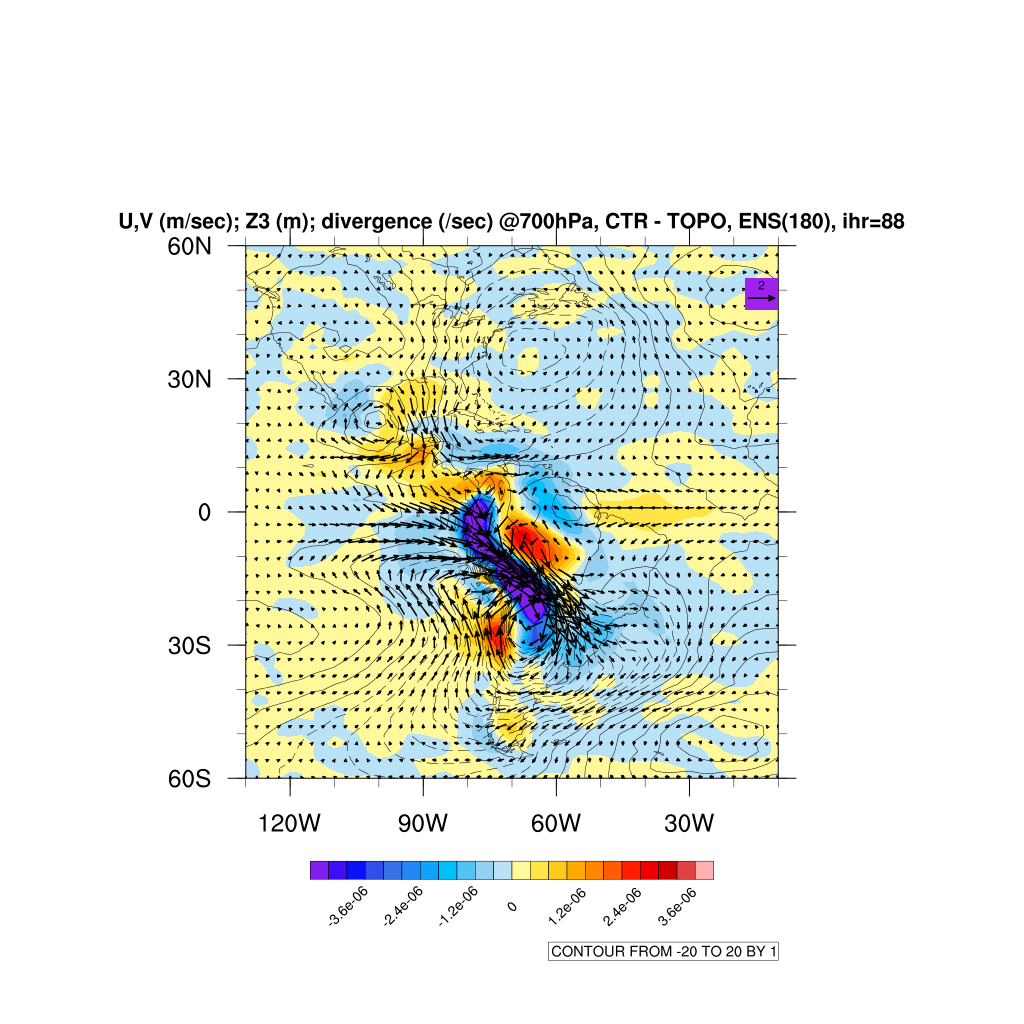 U,V (m/sec); Z3 (m); divergence (/sec) @700hPa, CTR - TOPO, ENS(180), ihr=88
60N
2
30N
0
30S
60S
120W 90W 60W 30W
-3.6e-06 -2.4e-06 -1.2e-06 0 1.2e-06 2.4e-06 3.6e-06
CONTOUR FROM -20 TO 20 BY 1